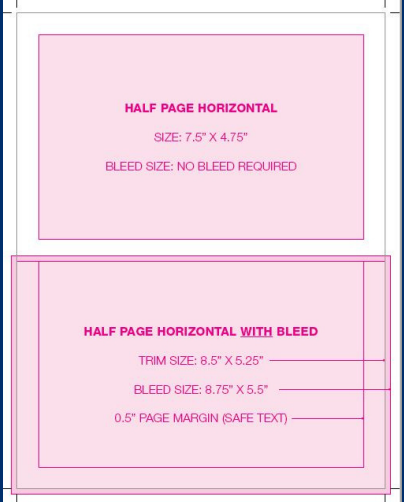 HALF PAGE HORIZONTAL
SIZE: 7.5" X 4.75"
BLEED SIZE: NO BLEED REQUIRED
HALF PAGE HORIZONTAL WITH BLEED
TRIM SIZE: 8.5" X 5.25"
BLEED SIZE: 8.75" X 5.5"
0.5" PAGE MARGIN (SAFE TEXT)